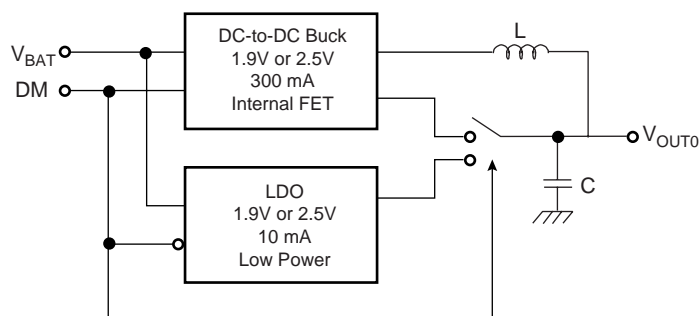 V_BAT
DM
DC-to-DC Buck
1.9V or 2.5V
300 mA
Internal FET
L
V_OUT0
C
LDO
1.9V or 2.5V
10 mA
Low Power